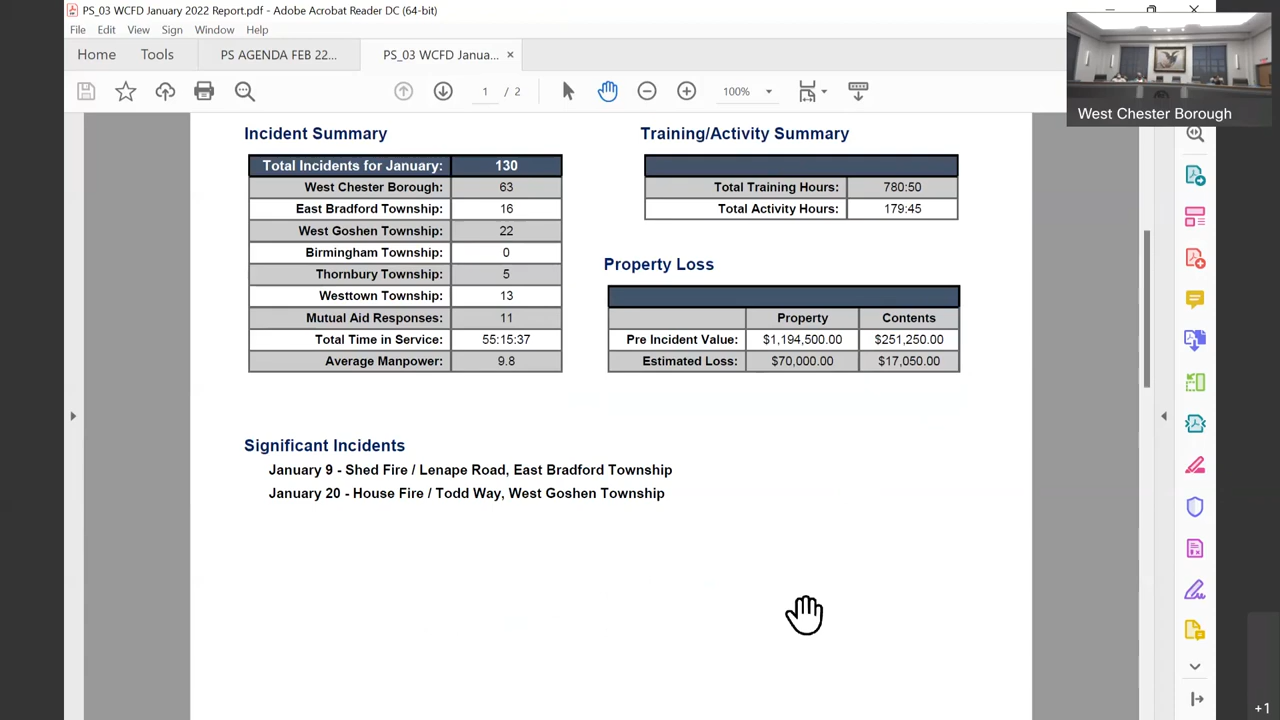 PS_03 WCFD January 2022 Report.pdf - Adobe Acrobat Reader DC (64-bit)
File Edit View Sign Window Help
Home Tools PS AGENDA FEB 22... PS_03 WCFD Janua... ×
1 / 2 100%
West Chester Borough
Incident Summary
Total Incidents for January: 130
West Chester Borough: 63
East Bradford Township: 16
West Goshen Township: 22
Birmingham Township: 0
Thornbury Township: 5
Westtown Township: 13
Mutual Aid Responses: 11
Total Time in Service: 55:15:37
Average Manpower: 9.8
Training/Activity Summary
Total Training Hours: 780:50
Total Activity Hours: 179:45
Property Loss
Property Contents
Pre Incident Value: $1,194,500.00 $251,250.00
Estimated Loss: $70,000.00 $17,050.00
Significant Incidents
January 9 - Shed Fire / Lenape Road, East Bradford Township
January 20 - House Fire / Todd Way, West Goshen Township
+1